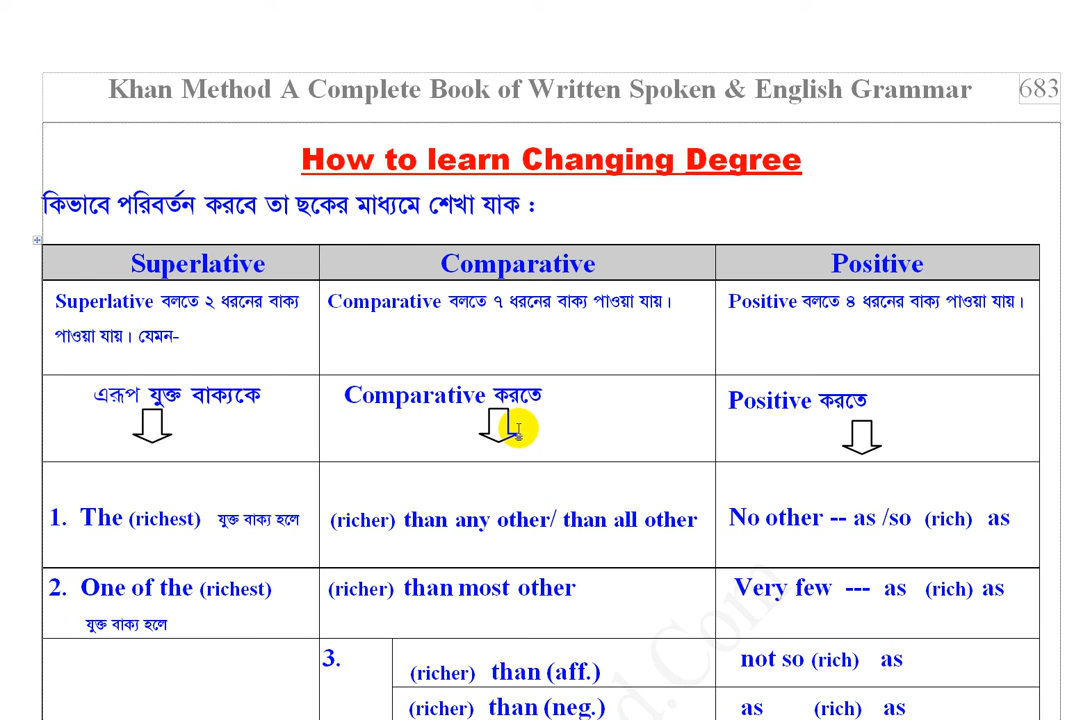 Khan Method A Complete Book of Written Spoken & English Grammar 683
How to learn Changing Degree
কিভাবে পরিবর্তন করবে তা ছকের মাধ্যমে শেখা যাক :
Superlative Comparative Positive
Superlative বলতে ২ ধরনের বাক্য Comparative বলতে ৭ ধরনের বাক্য পাওয়া যায়। Positive বলতে ৪ ধরনের বাক্য পাওয়া যায়।
পাওয়া যায়। যেমন-
এরূপ যুক্ত বাক্যকে Comparative করতে Positive করতে
1. The (richest) যুক্ত বাক্য হলে (richer) than any other/ than all other No other -- as /so (rich) as
2. One of the (richest) (richer) than most other Very few --- as (rich) as
যুক্ত বাক্য হলে
3. (richer) than (aff.) not so (rich) as
(richer) than (neg.) as (rich) as